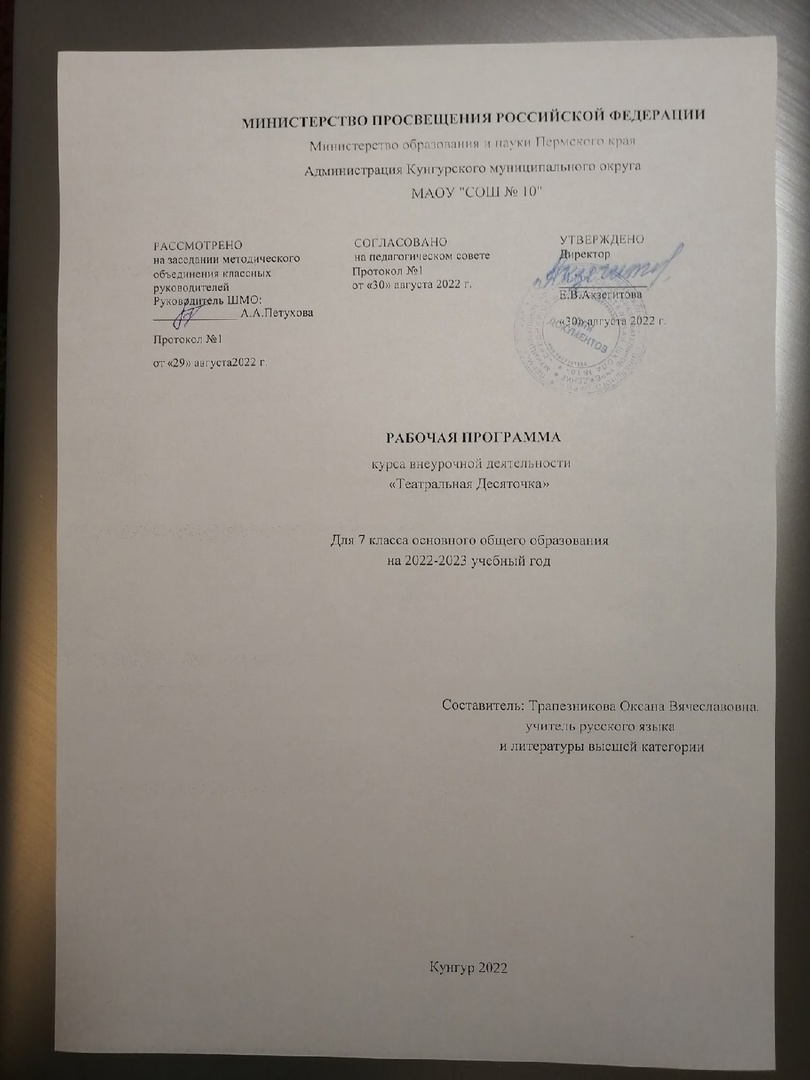 МИНИСТЕРСТВО ПРОСВЕЩЕНИЯ РОССИЙСКОЙ ФЕДЕРАЦИИ
Министерство образования и науки Пермского края
Администрация Кунгурского муниципального округа
МАОУ "СОШ № 10"
РАССМОТРЕНО
на заседании методического
объединения классных
руководителей
Руководитель ШМО:
А.А.Петухова
Протокол №1
от «29» августа2022 г.
СОГЛАСОВАНО
на педагогическом совете
Протокол №1
от «30» августа 2022 г.
УТВЕРЖДЕНО
Директор
Е.В.Акзегитова
«30» августа 2022 г.
ДОКУМЕНТОВ
РАБОЧАЯ ПРОГРАММА
курса внеурочной деятельности
«Театральная Десяточка»
Для 7 класса основного общего образования
на 2022-2023 учебный год
Составитель: Трапезникова Оксана Вячеславовна,
учитель русского языка
и литературы высшей категории
Кунгур 2022